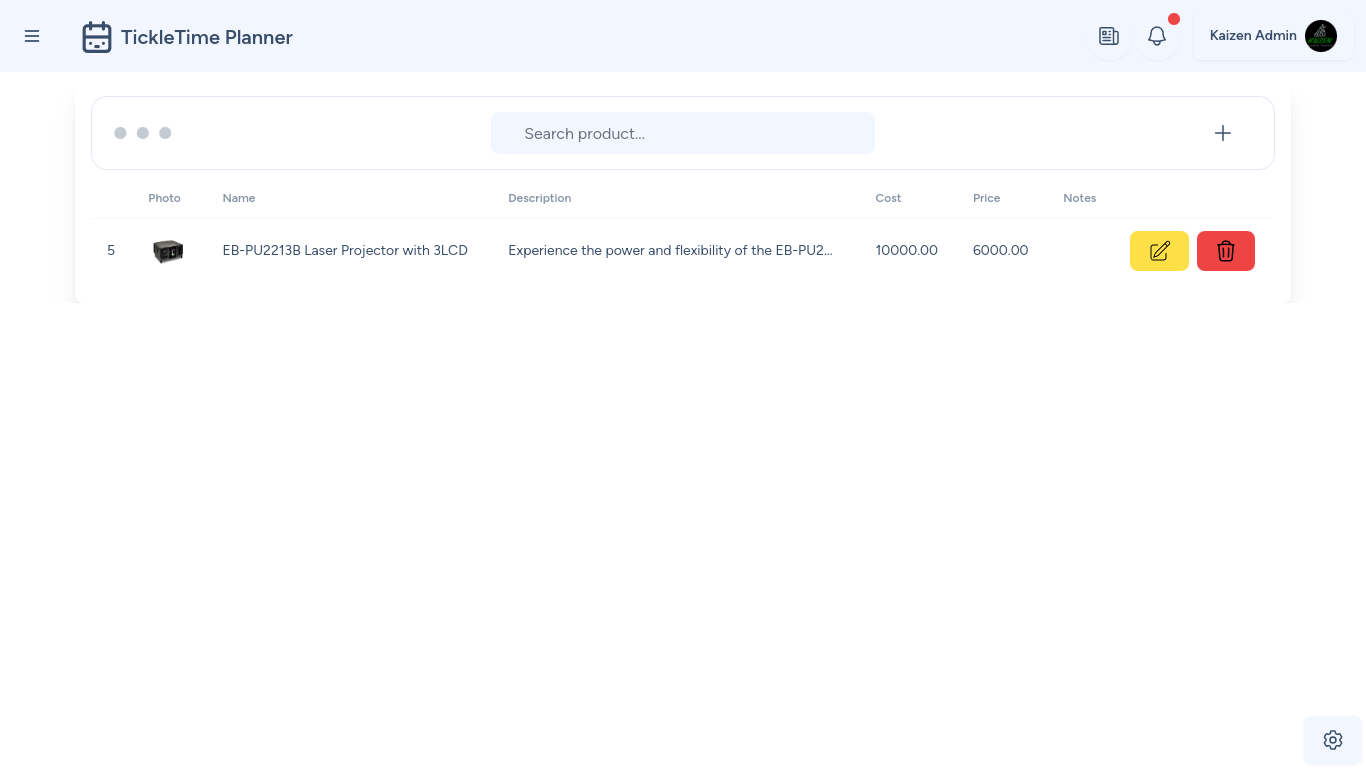 TickleTime Planner
Kaizen Admin
KAIZEN
Search product...
Photo Name Description Cost Price Notes
5 EB-PU2213B Laser Projector with 3LCD Experience the power and flexibility of the EB-PU2... 10000.00 6000.00